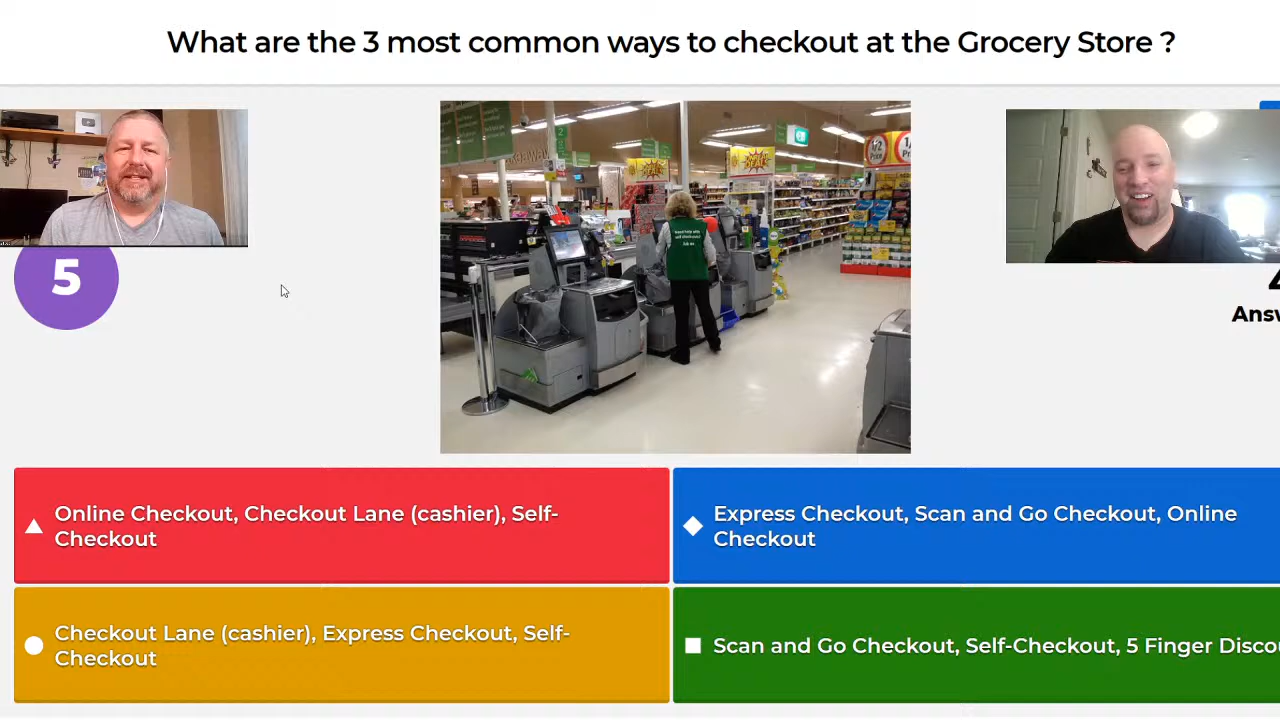 What are the 3 most common ways to checkout at the Grocery Store ?
5
Answ
Online Checkout, Checkout Lane (cashier), Self-
Checkout
Express Checkout, Scan and Go Checkout, Online
Checkout
Checkout Lane (cashier), Express Checkout, Self-
Checkout
Scan and Go Checkout, Self-Checkout, 5 Finger Discou